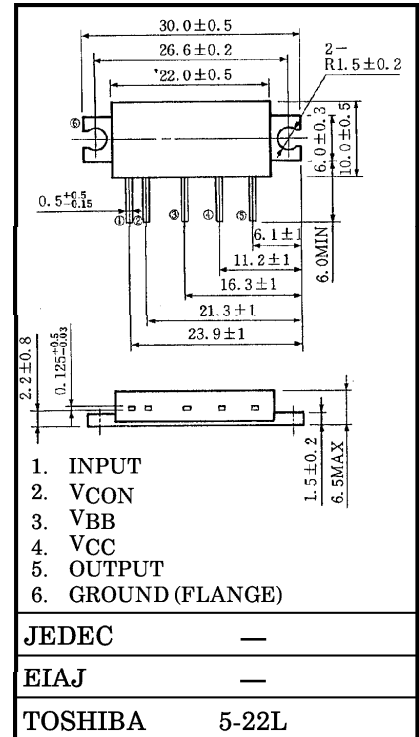 30.0±0.5
26.6±0.2
2-
R1.5±0.2
22.0±0.5
⑥
6.0±0.3
10.0±0.5
0.5+0.5-0.15
① ② ③ ④ ⑤
6.1±1
6.0MIN
11.2±1
16.3±1
21.3±1
23.9±1
2.2±0.8
0.125+0.5-0.03
1.5±0.2
6.5MAX
1. INPUT
2. VCON
3. VBB
4. VCC
5. OUTPUT
6. GROUND (FLANGE)
JEDEC —
EIAJ —
TOSHIBA 5-22L